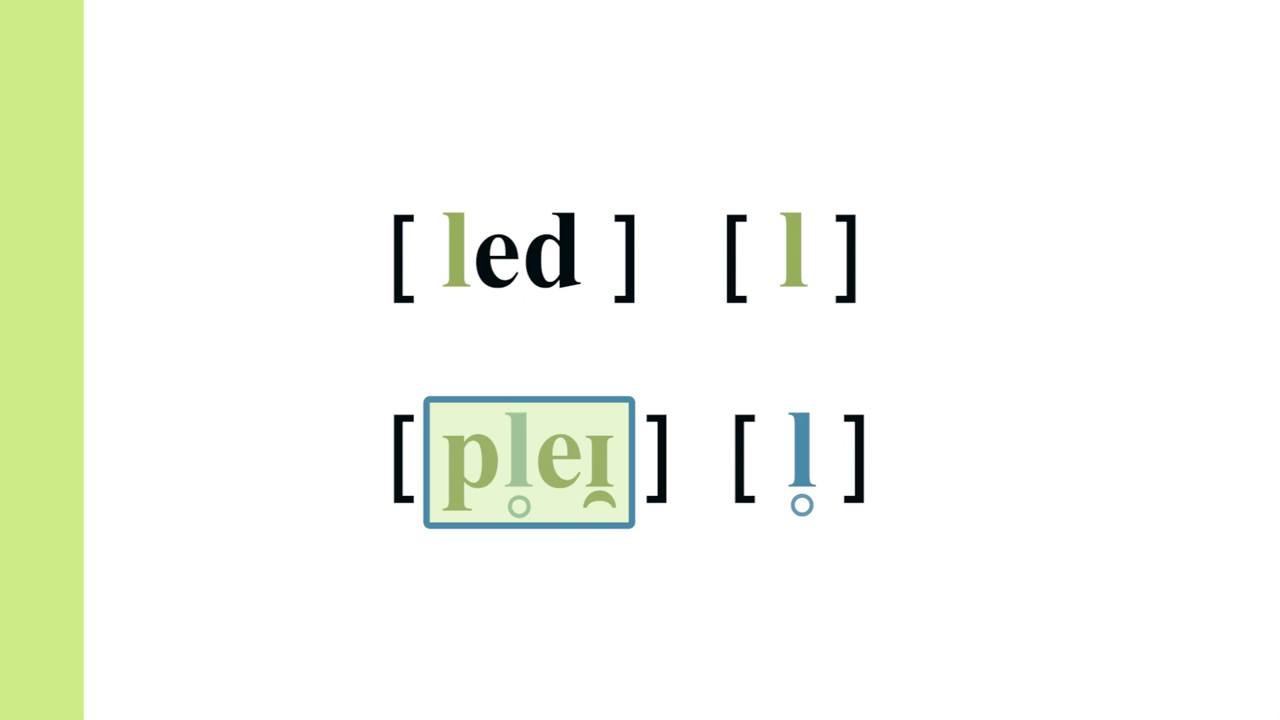 [ led ] [ l ]
[ pl̥eɪ̯ ] [ l̥ ]